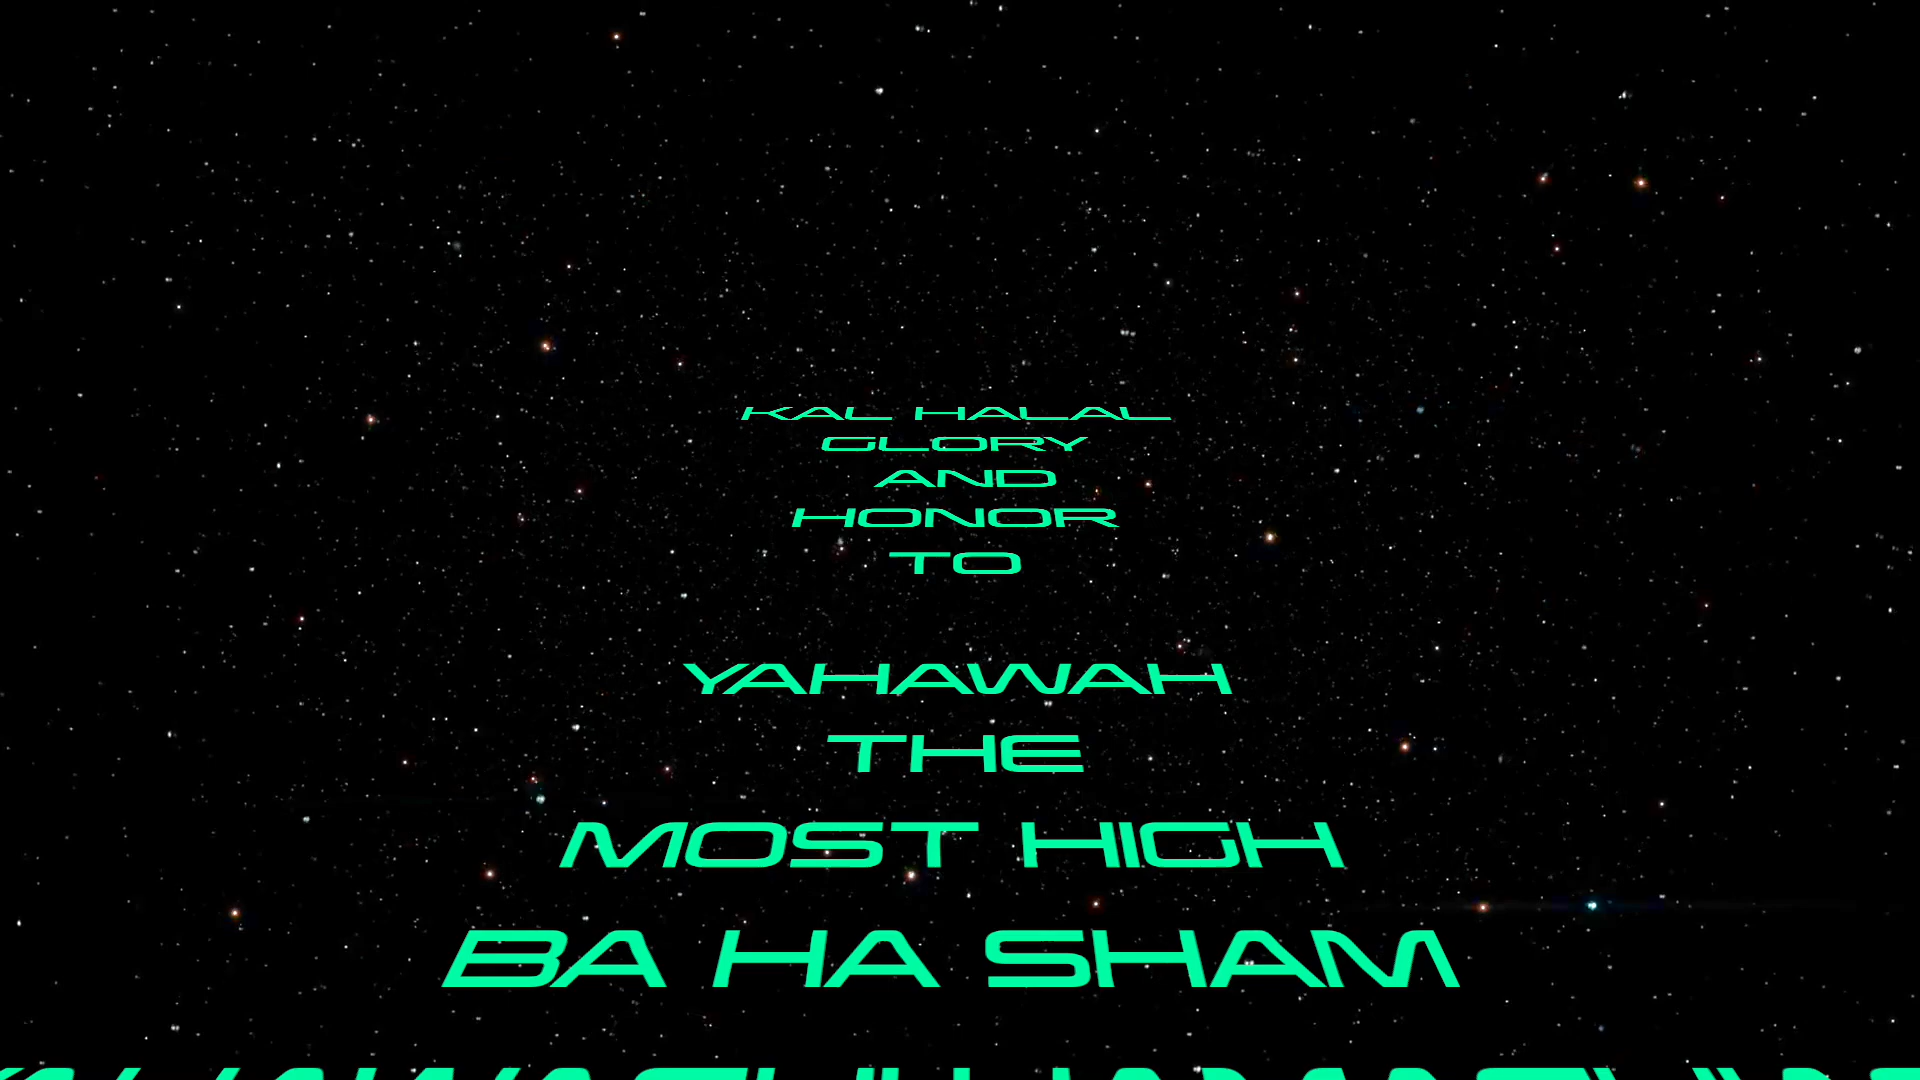 KAL HALAL
GLORY
AND
HONOR
TO
YAHAWAH
THE
MOST HIGH
BA HA SHAM